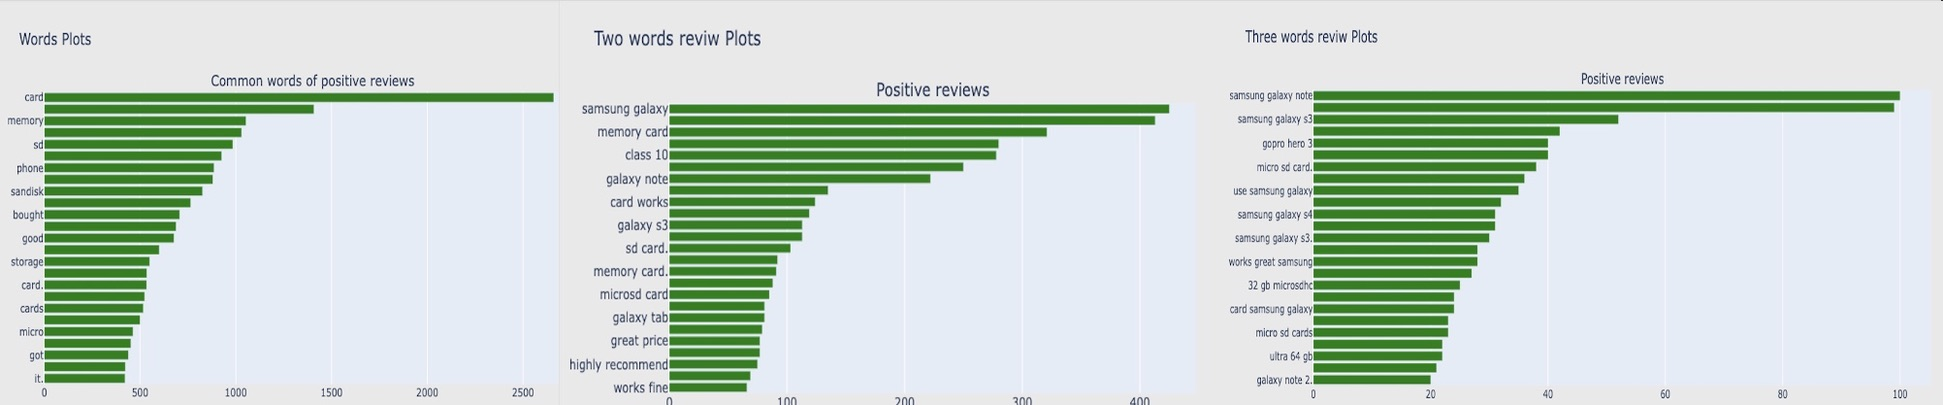 Words Plots
Common words of positive reviews
card
memory
sd
phone
sandisk
bought
good
storage
card.
cards
micro
got
it.
0 500 1000 1500 2000 2500
Two words reviw Plots
Positive reviews
samsung galaxy
memory card
class 10
galaxy note
card works
galaxy s3
sd card.
memory card.
microsd card
galaxy tab
great price
highly recommend
works fine
0 100 200 300 400
Three words reviw Plots
Positive reviews
samsung galaxy note
samsung galaxy s3
gopro hero 3
micro sd card.
use samsung galaxy
samsung galaxy s4
samsung galaxy s3.
works great samsung
32 gb microsdhc
card samsung galaxy
micro sd cards
ultra 64 gb
galaxy note 2.
0 20 40 60 80 100